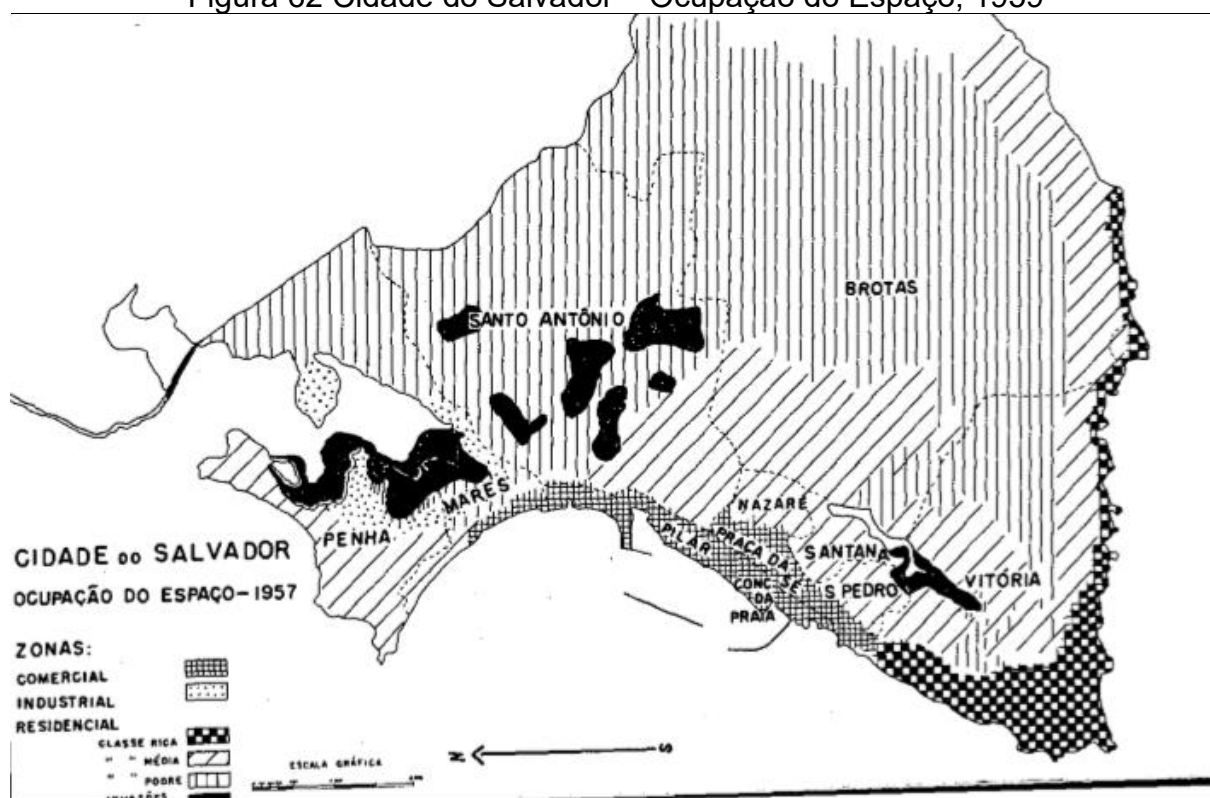 Figura 62 Cidade do Salvador – Ocupação do Espaço, 1959
BROTAS
SANTO ANTÔNIO
MARES
PENHA
NAZARÉ
PILAR
PRAÇA DA SÉ
CONC.
DA
PRAIA
SANTANA
S PEDRO
VITÓRIA
CIDADE DO SALVADOR
OCUPAÇÃO DO ESPAÇO-1957
ZONAS:
COMERCIAL
INDUSTRIAL
RESIDENCIAL
CLASSE RICA
" " MÉDIA
" " POBRE
INVASÕES
ESCALA GRÁFICA
N S